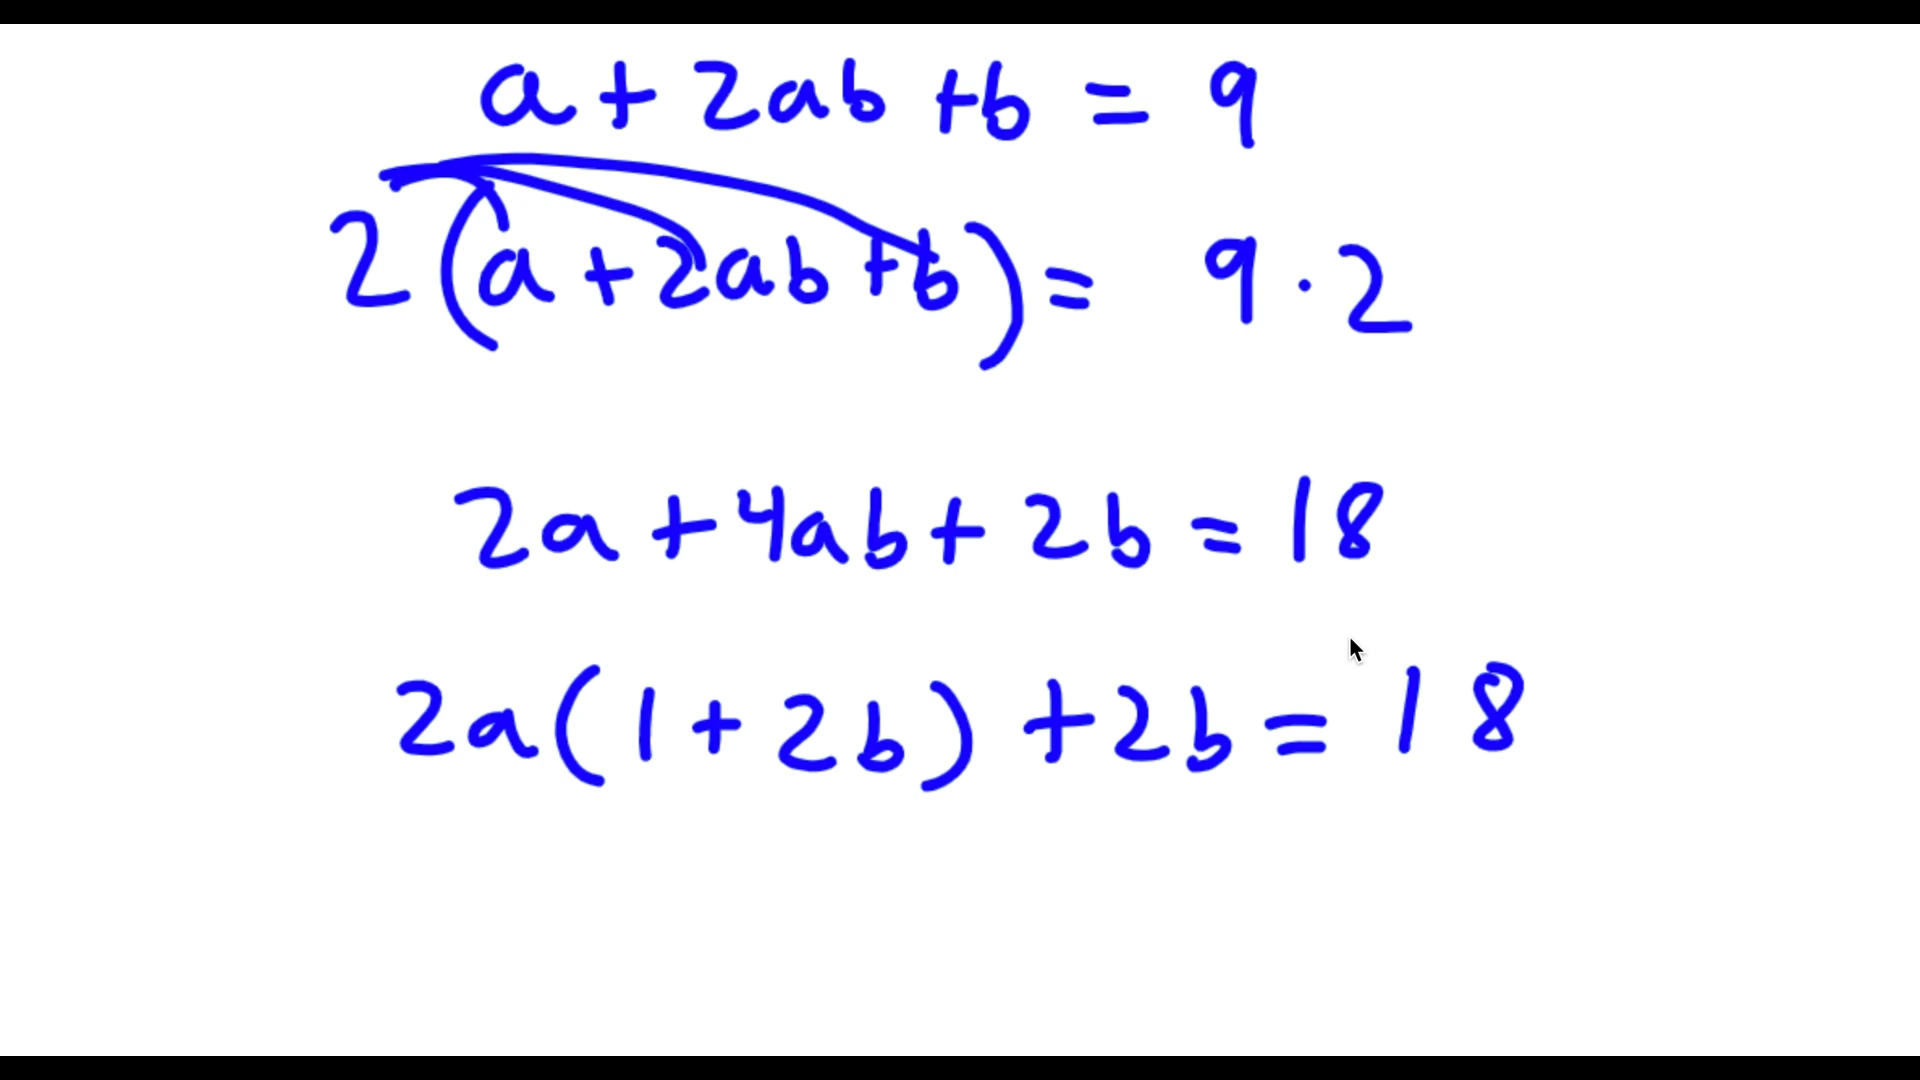 a + 2ab + b = 9
2(a + 2ab + b) = 9 · 2
2a + 4ab + 2b = 18
2a(1 + 2b) + 2b = 18